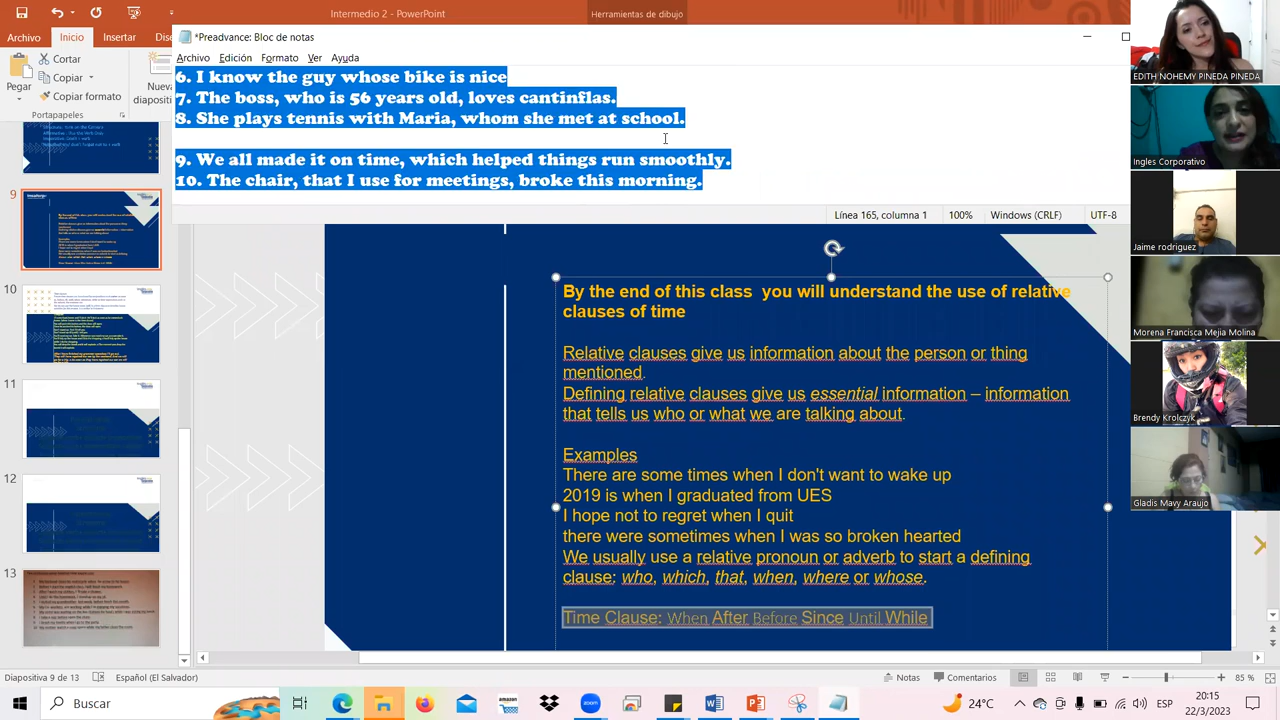 Intermedio 2 - PowerPoint
Herramientas de dibujo
Archivo
Inicio
Insertar
*Preadvance: Bloc de notas
Archivo Edición Formato Ver Ayuda
Cortar
Copiar
Copiar formato
Pegar
Nueva
diapositi
Portapapeles
6. I know the guy whose bike is nice
7. The boss, who is 56 years old, loves cantinflas.
8. She plays tennis with Maria, whom she met at school.
9. We all made it on time, which helped things run smoothly.
10. The chair, that I use for meetings, broke this morning.
Línea 165, columna 1
100%
Windows (CRLF)
UTF-8
9
10
11
12
13
By the end of this class you will understand the use of relative
clauses of time
Relative clauses give us information about the person or thing
mentioned.
Defining relative clauses give us essential information – information
that tells us who or what we are talking about.
Examples
There are some times when I don't want to wake up
2019 is when I graduated from UES
I hope not to regret when I quit
there were sometimes when I was so broken hearted
We usually use a relative pronoun or adverb to start a defining
clause: who, which, that, when, where or whose.
Time Clause: When After Before Since Until While
EDITH NOHEMY PINEDA PINEDA
Ingles Corporativo
Jaime rodriguez
Morena Francisca Mejia Molina
Brendy Krolczyk
Gladis Mavy Araujo
Diapositiva 9 de 13
Español (El Salvador)
Notas
Comentarios
85 %
Buscar
zoom
24°C
ESP
20:15
22/3/2023